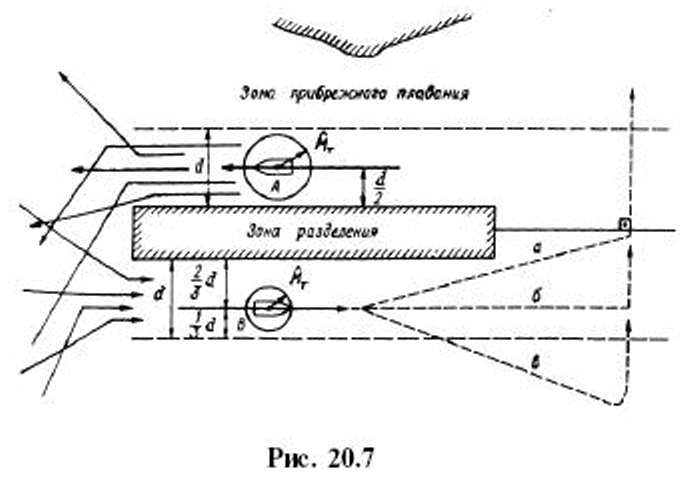 Зона прибрежного плавания
d
M̂т
A
d/2
Зона разделения
a
d
2/3 d
M̂т
б
1/3 d
B
в
Рис. 20.7